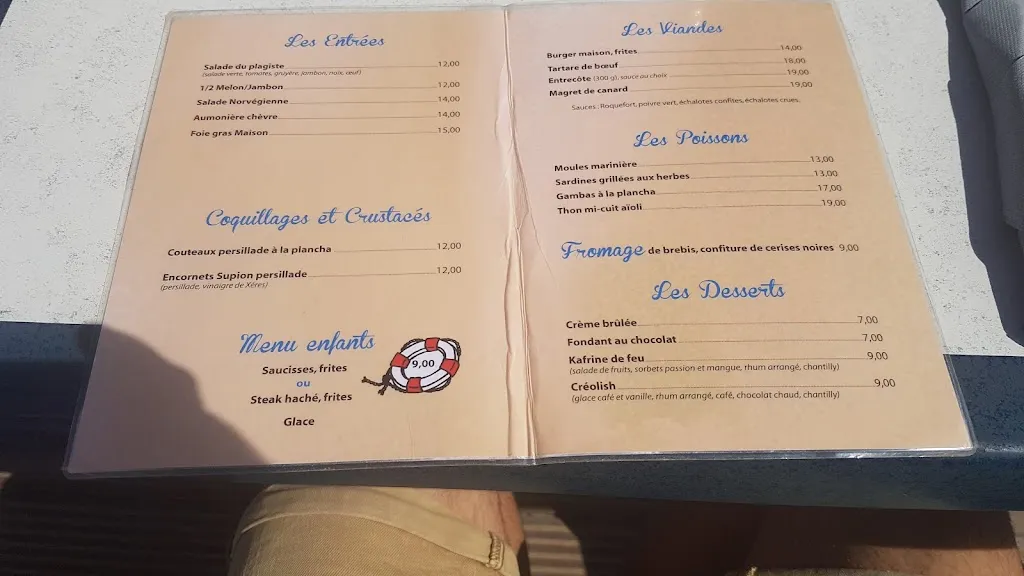 Les Entrées
Salade du plagiste 12,00
(salade verte, tomates, gruyère, jambon, noix, œuf)
1/2 Melon/Jambon 12,00
Salade Norvégienne 14,00
Aumonière chèvre 14,00
Foie gras Maison 15,00
Coquillages et Crustacés
Couteaux persillade à la plancha 12,00
Encornets Supion persillade 12,00
(persillade, vinaigre de Xéres)
Menu enfants
Saucisses, frites
ou
Steak haché, frites
Glace
9,00
Les Viandes
Burger maison, frites 14,00
Tartare de bœuf 18,00
Entrecôte (300 g), sauce au choix 19,00
Magret de canard 19,00
Sauces : Roquefort, poivre vert, échalotes confites, échalotes crues.
Les Poissons
Moules marinière 13,00
Sardines grillées aux herbes 13,00
Gambas à la plancha 17,00
Thon mi-cuit aïoli 19,00
Fromage de brebis, confiture de cerises noires 9,00
Les Desserts
Crème brûlée 7,00
Fondant au chocolat 7,00
Kafrine de feu 9,00
(salade de fruits, sorbets passion et mangue, rhum arrangé, chantilly)
Créolish 9,00
(glace café et vanille, rhum arrangé, café, chocolat chaud, chantilly)